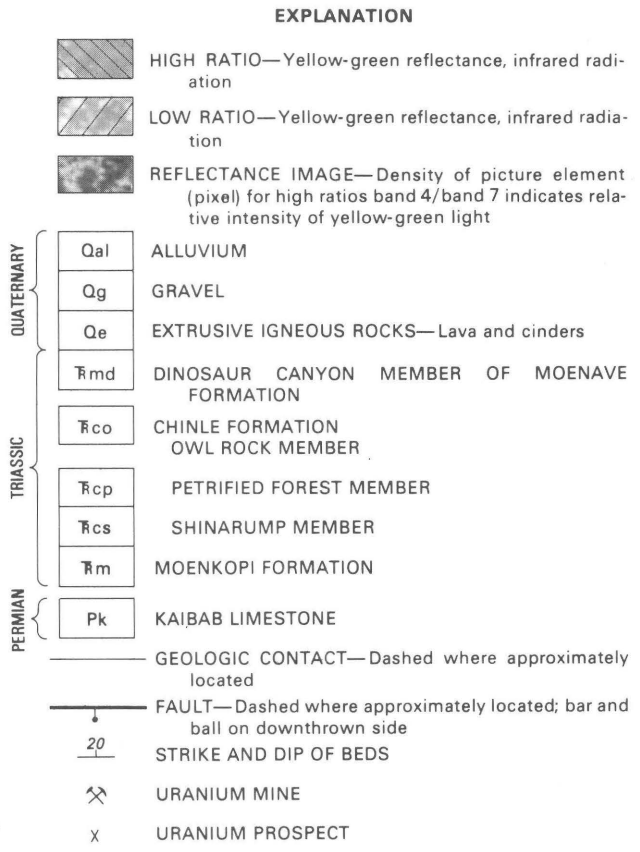 EXPLANATION
HIGH RATIO—Yellow-green reflectance, infrared radi-
ation
LOW RATIO—Yellow-green reflectance, infrared radia-
tion
REFLECTANCE IMAGE—Density of picture element
(pixel) for high ratios band 4/band 7 indicates rela-
tive intensity of yellow-green light
QUATERNARY
Qal ALLUVIUM
Qg GRAVEL
Qe EXTRUSIVE IGNEOUS ROCKS—Lava and cinders
TRIASSIC
Ꞃmd DINOSAUR CANYON MEMBER OF MOENAVE
FORMATION
Ꞃco CHINLE FORMATION
OWL ROCK MEMBER
Ꞃcp PETRIFIED FOREST MEMBER
Ꞃcs SHINARUMP MEMBER
Ꞃm MOENKOPI FORMATION
PERMIAN
Pk KAIBAB LIMESTONE
GEOLOGIC CONTACT—Dashed where approximately
located
FAULT—Dashed where approximately located; bar and
ball on downthrown side
20 STRIKE AND DIP OF BEDS
URANIUM MINE
x URANIUM PROSPECT